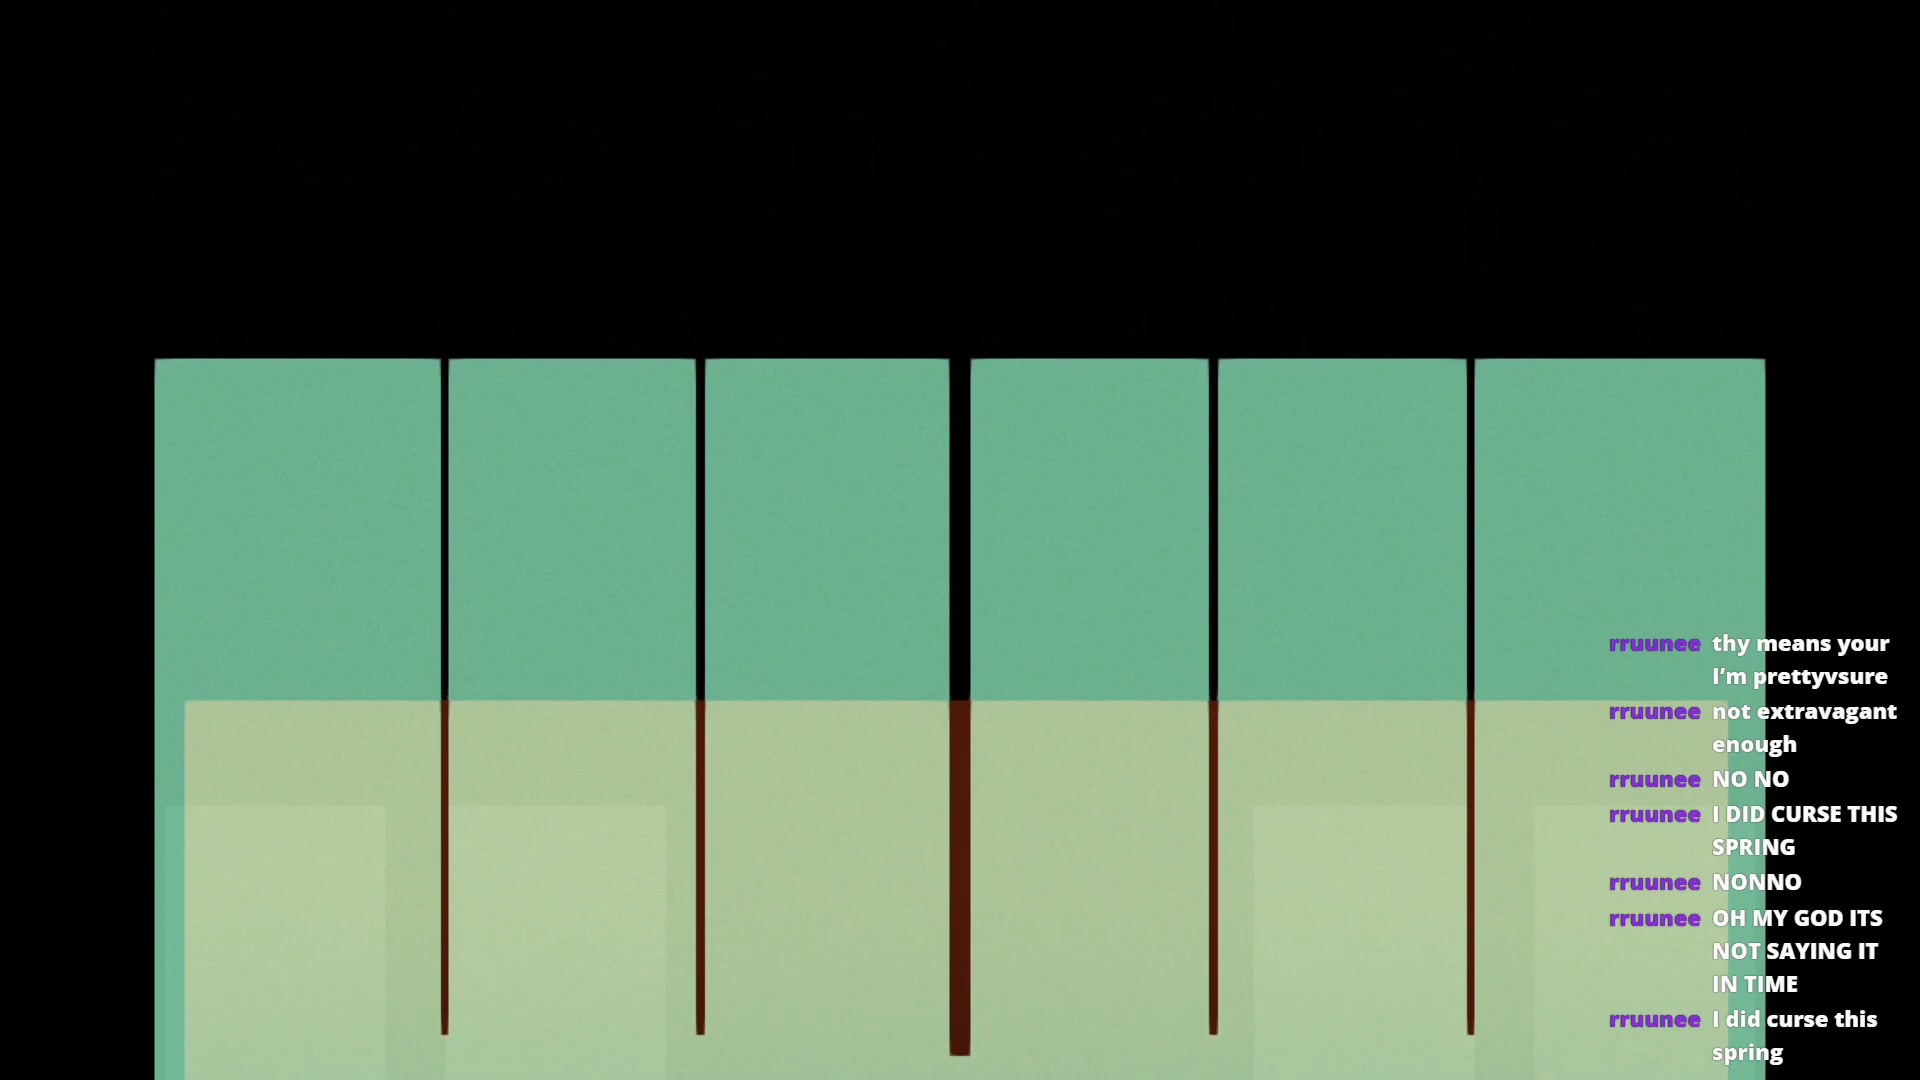 rruunee thy means your
I'm prettyvsure
rruunee not extravagant
enough
rruunee NO NO
rruunee I DID CURSE THIS
SPRING
rruunee NONNO
rruunee OH MY GOD ITS
NOT SAYING IT
IN TIME
rruunee I did curse this
spring